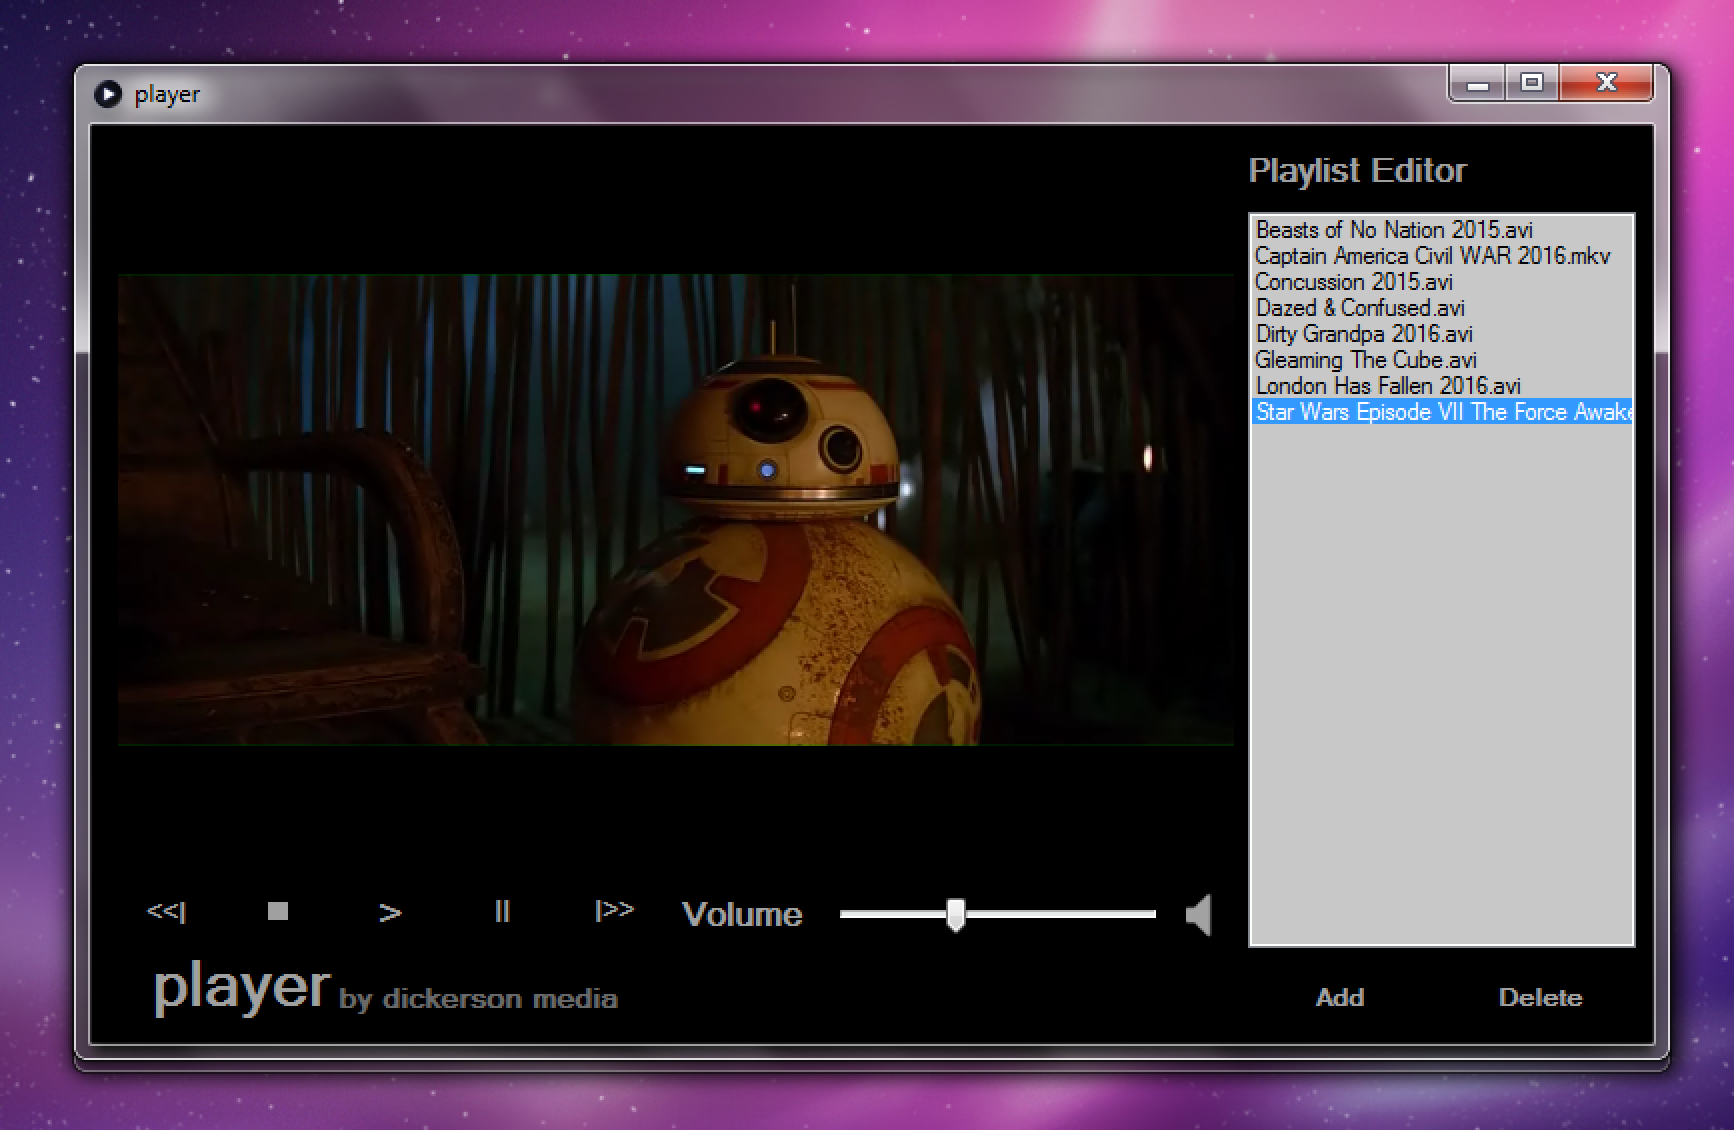 player
Playlist Editor
Beasts of No Nation 2015.avi
Captain America Civil WAR 2016.mkv
Concussion 2015.avi
Dazed & Confused.avi
Dirty Grandpa 2016.avi
Gleaming The Cube.avi
London Has Fallen 2016.avi
Star Wars Episode VII The Force Awake
<<| > || |>> Volume
player by dickerson media
Add Delete